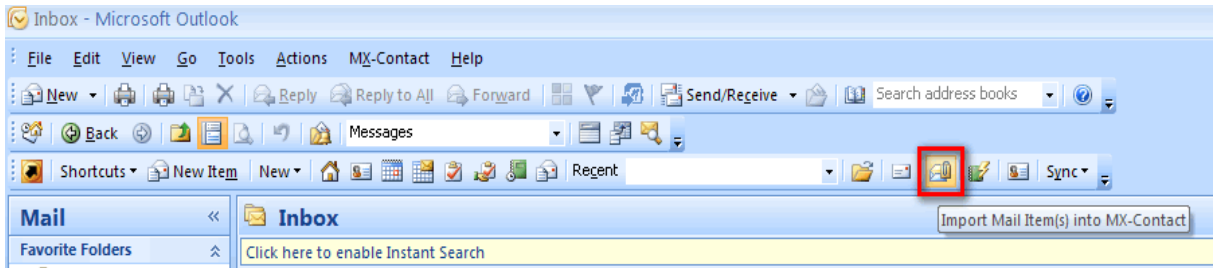 Inbox - Microsoft Outlook
File Edit View Go Tools Actions MX-Contact Help
New Reply Reply to All Forward Send/Receive Search address books
Back Messages
Shortcuts New Item New Recent Sync
Import Mail Item(s) into MX-Contact
Mail « Inbox
Favorite Folders Click here to enable Instant Search